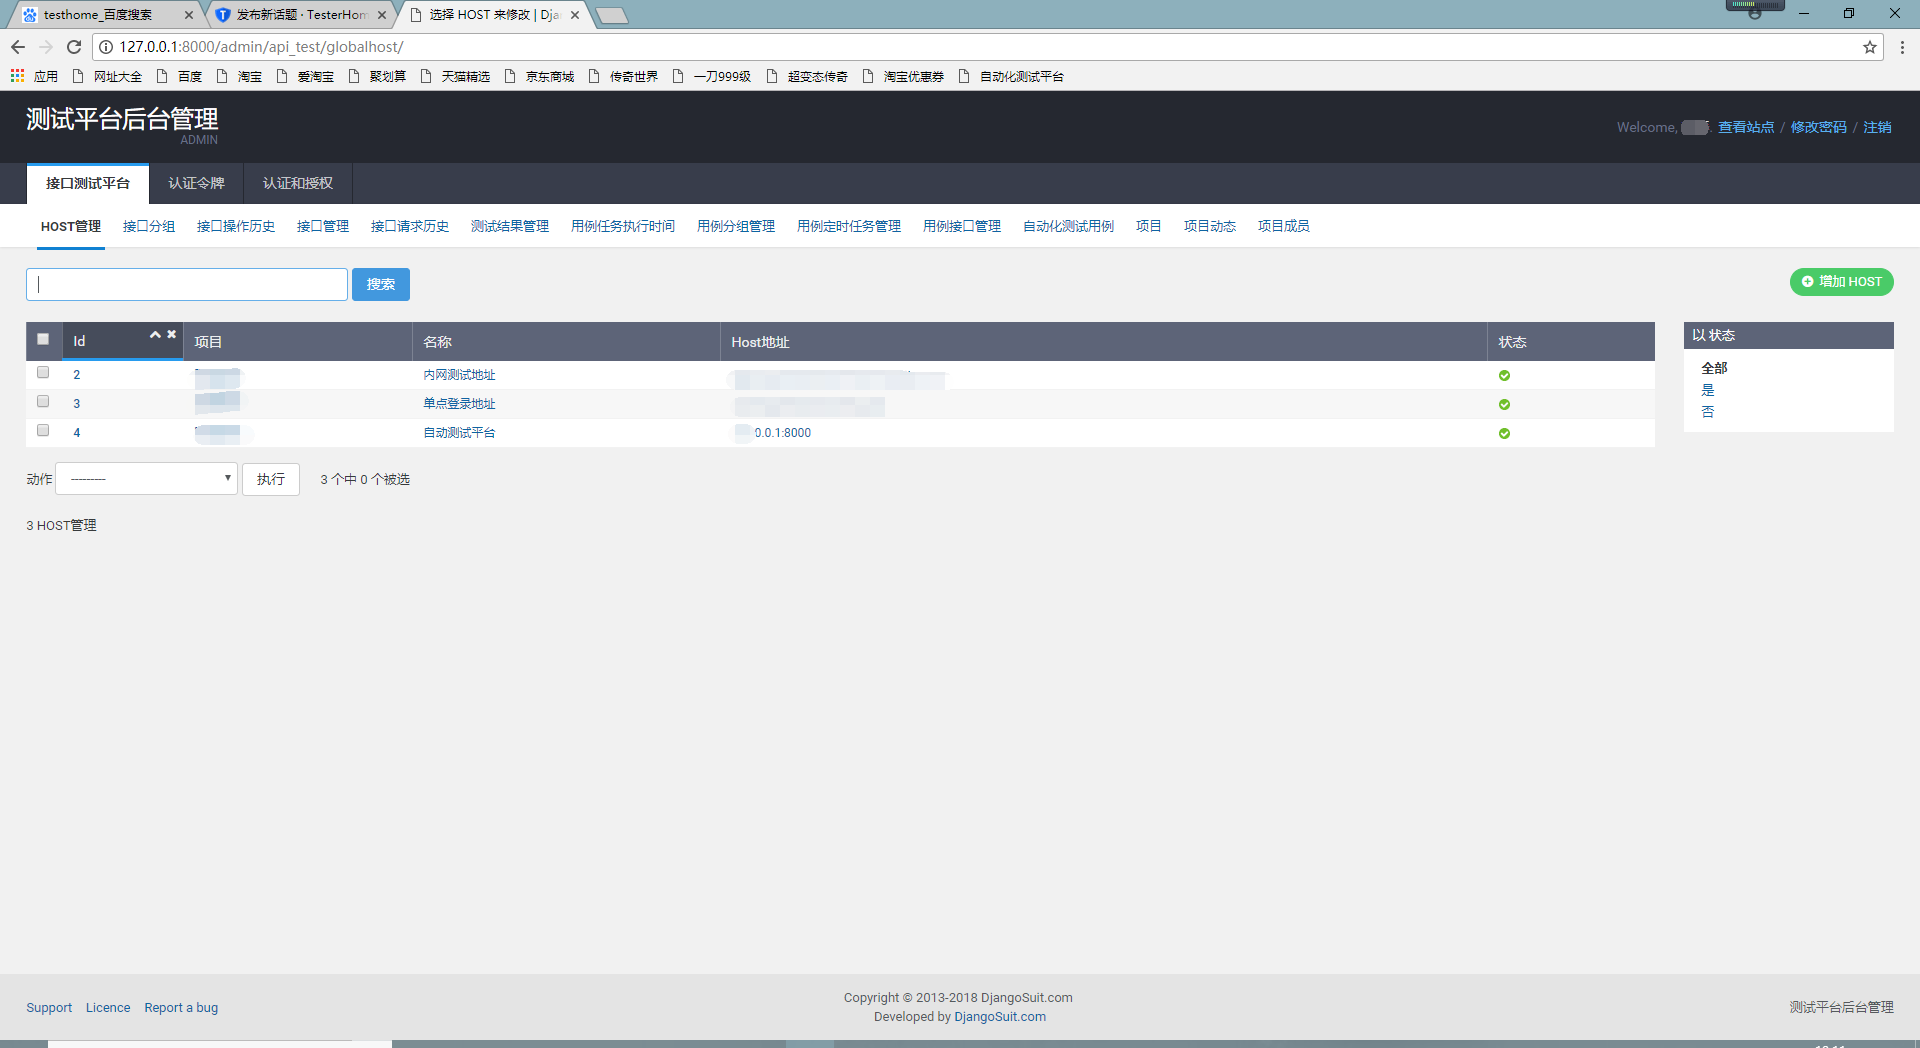 testhome_百度搜索
发布新话题 · TesterHom
选择 HOST 来修改 | Dja
127.0.0.1:8000/admin/api_test/globalhost/
应用 网址大全 百度 淘宝 爱淘宝 聚划算 天猫精选 京东商城 传奇世界 一刀999级 超变态传奇 淘宝优惠券 自动化测试平台
测试平台后台管理
ADMIN
Welcome, . 查看站点 / 修改密码 / 注销
接口测试平台 认证令牌 认证和授权
HOST管理 接口分组 接口操作历史 接口管理 接口请求历史 测试结果管理 用例任务执行时间 用例分组管理 用例定时任务管理 用例接口管理 自动化测试用例 项目 项目动态 项目成员
搜索
增加 HOST
Id 项目 名称 Host地址 状态
2 内网测试地址
3 单点登录地址
4 自动测试平台 0.0.1:8000
以 状态
全部
是
否
动作 --------- 执行 3 个中 0 个被选
3 HOST管理
Support Licence Report a bug
Copyright © 2013-2018 DjangoSuit.com
Developed by DjangoSuit.com
测试平台后台管理